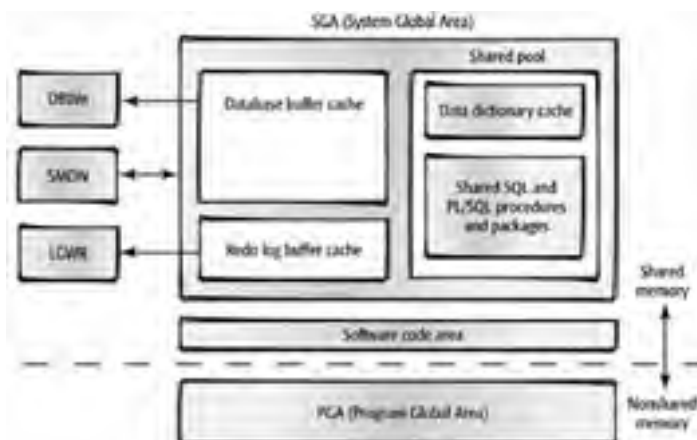 SGA (System Global Area)
Shared pool
DBWn
Database buffer cache
Data dictionary cache
SMON
Shared SQL and
PL/SQL procedures
and packages
LGWR
Redo log buffer cache
Shared
memory
Software code area
PGA (Program Global Area)
Nonshared
memory